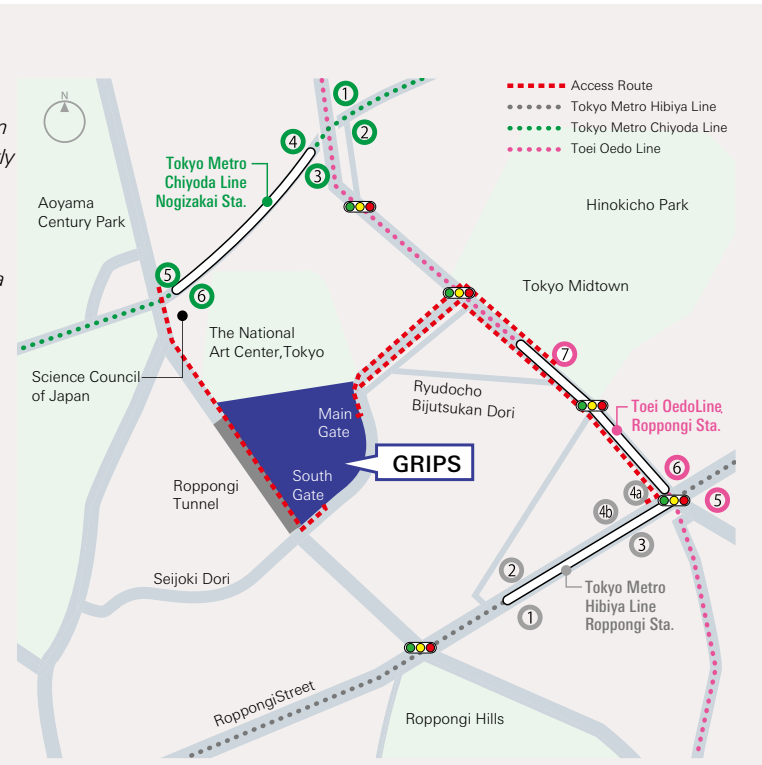 N
n
ly
a
Access Route
Tokyo Metro Hibiya Line
Tokyo Metro Chiyoda Line
Toei Oedo Line
1
2
4
3
Tokyo Metro
Chiyoda Line
Nogizakai Sta.
Aoyama
Century Park
Hinokicho Park
5
6
Tokyo Midtown
The National
Art Center,Tokyo
Science Council
of Japan
7
Ryudocho
Bijutsukan Dori
Toei OedoLine,
Roppongi Sta.
Main
Gate
GRIPS
South
Gate
Roppongi
Tunnel
6
5
4a
4b
3
2
1
Seijoki Dori
Tokyo Metro
Hibiya Line
Roppongi Sta.
RoppongiStreet
Roppongi Hills